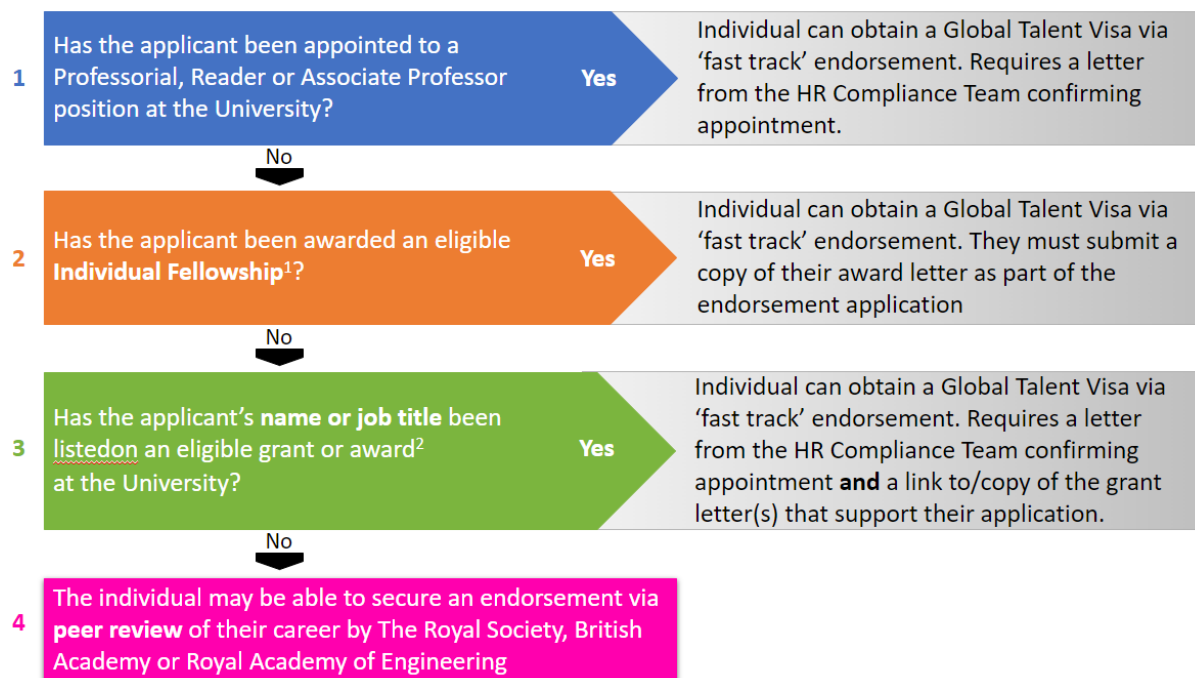 1
Has the applicant been appointed to a
Professorial, Reader or Associate Professor
position at the University?
Yes
Individual can obtain a Global Talent Visa via
‘fast track’ endorsement. Requires a letter
from the HR Compliance Team confirming
appointment.
No
2
Has the applicant been awarded an eligible
Individual Fellowship¹?
Yes
Individual can obtain a Global Talent Visa via
‘fast track’ endorsement. They must submit a
copy of their award letter as part of the
endorsement application
No
3
Has the applicant’s name or job title been
listedon an eligible grant or award²
at the University?
Yes
Individual can obtain a Global Talent Visa via
‘fast track’ endorsement. Requires a letter
from the HR Compliance Team confirming
appointment and a link to/copy of the grant
letter(s) that support their application.
No
4
The individual may be able to secure an endorsement via
peer review of their career by The Royal Society, British
Academy or Royal Academy of Engineering